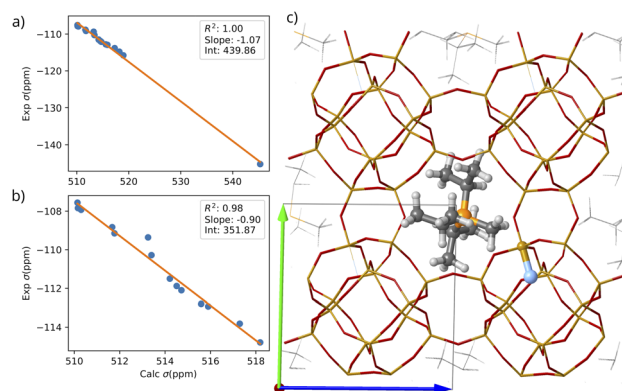 a)
Exp σ(ppm)
−110
−120
−130
−140
R²: 1.00
Slope: -1.07
Int: 439.86
510
520
530
540
b)
Exp σ(ppm)
−108
−110
−112
−114
R²: 0.98
Slope: -0.90
Int: 351.87
510
512
514
516
518
Calc σ(ppm)
c)